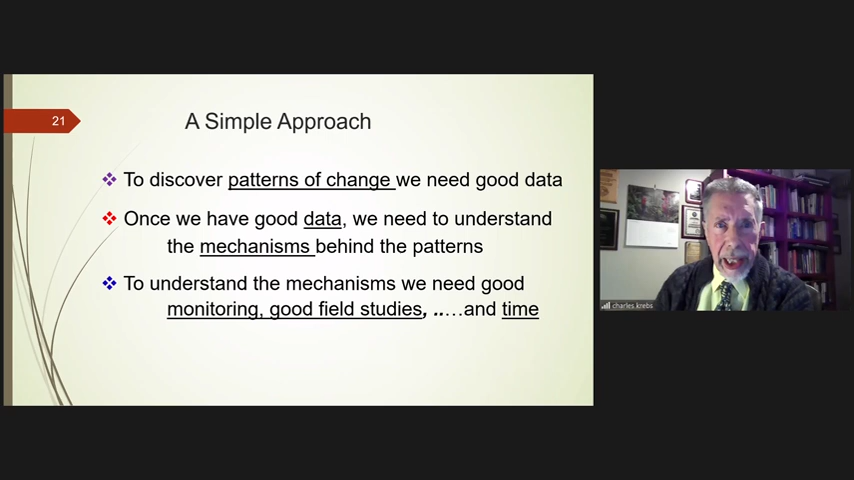 21
A Simple Approach
To discover patterns of change we need good data
Once we have good data, we need to understand
the mechanisms behind the patterns
To understand the mechanisms we need good
monitoring, good field studies, ..…and time
charles.krebs